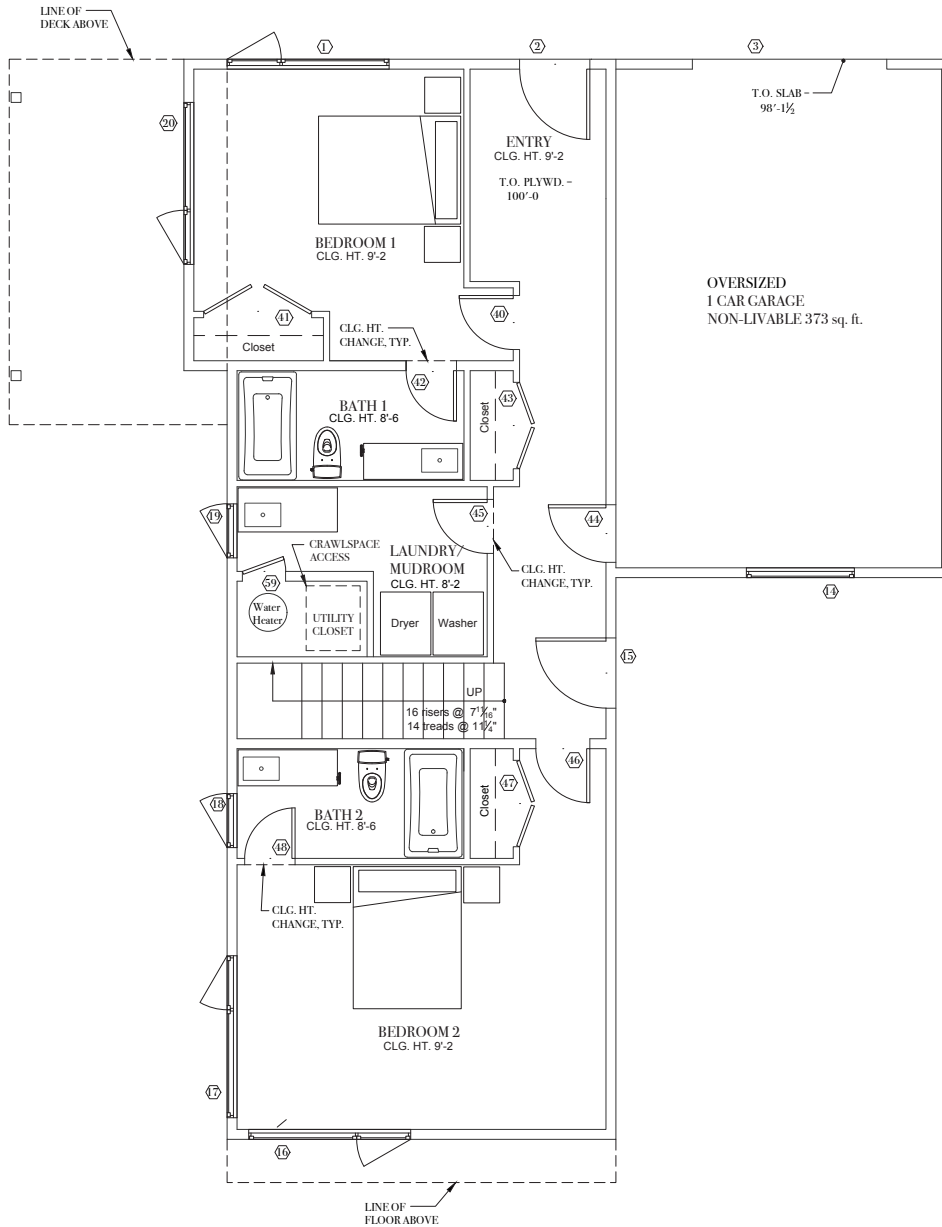 LINE OF
DECK ABOVE
1
2
3
T.O. SLAB –
98'-1½
20
ENTRY
CLG. HT. 9'-2
T.O. PLYWD. –
100'-0
BEDROOM 1
CLG. HT. 9'-2
OVERSIZED
1 CAR GARAGE
NON-LIVABLE 373 sq. ft.
41
40
CLG. HT.
CHANGE, TYP.
Closet
42
43
BATH 1
CLG. HT. 8'-6
Closet
19
45
44
CRAWLSPACE
ACCESS
LAUNDRY/
MUDROOM
CLG. HT. 8'-2
CLG. HT.
CHANGE, TYP.
59
14
Water
Heater
UTILITY
CLOSET
Dryer
Washer
15
UP
16 risers @ 7 11/16"
14 treads @ 11¼"
46
47
18
Closet
BATH 2
CLG. HT. 8'-6
48
CLG. HT.
CHANGE, TYP.
BEDROOM 2
CLG. HT. 9'-2
17
16
LINE OF
FLOOR ABOVE